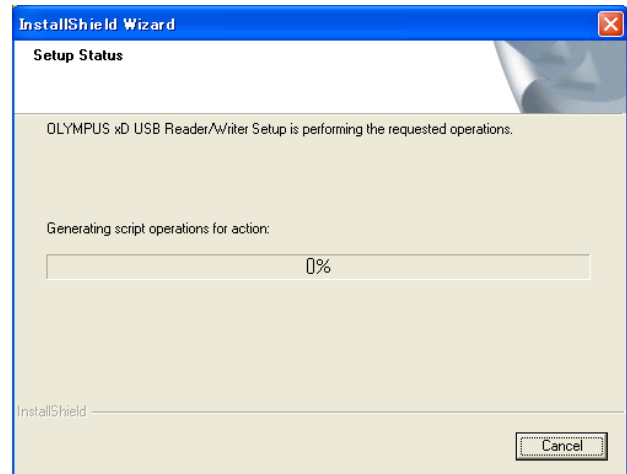 InstallShield Wizard
Setup Status
OLYMPUS xD USB Reader/Writer Setup is performing the requested operations.
Generating script operations for action:
0%
InstallShield
Cancel